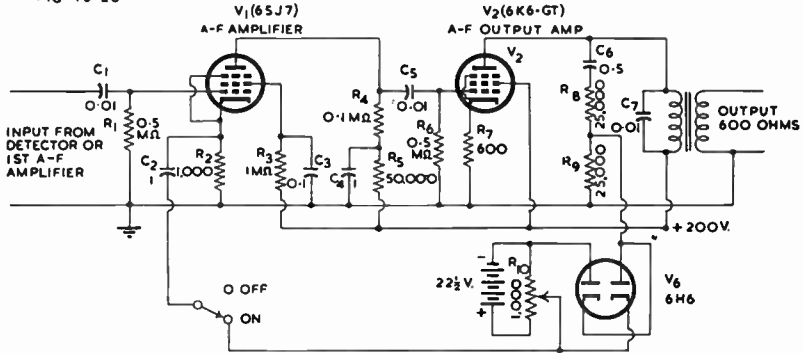 V1(6SJ7)
A-F AMPLIFIER
V2(6K6-GT)
A-F OUTPUT AMP
V2
C1
0.01
R1
0.5
MΩ
INPUT FROM
DETECTOR OR
1ST A-F
AMPLIFIER
C2
1
R2
1,000
R3
1MΩ
C3
0.1
R4
0.1MΩ
C4
1
R5
50,000
C5
0.01
R6
0.5
MΩ
R7
600
C6
0.5
R8
25,000
R9
25,000
C7
0.01
OUTPUT
600 OHMS
+200V.
OFF
ON
22½V.
-
+
R10
1,000
V6
6H6